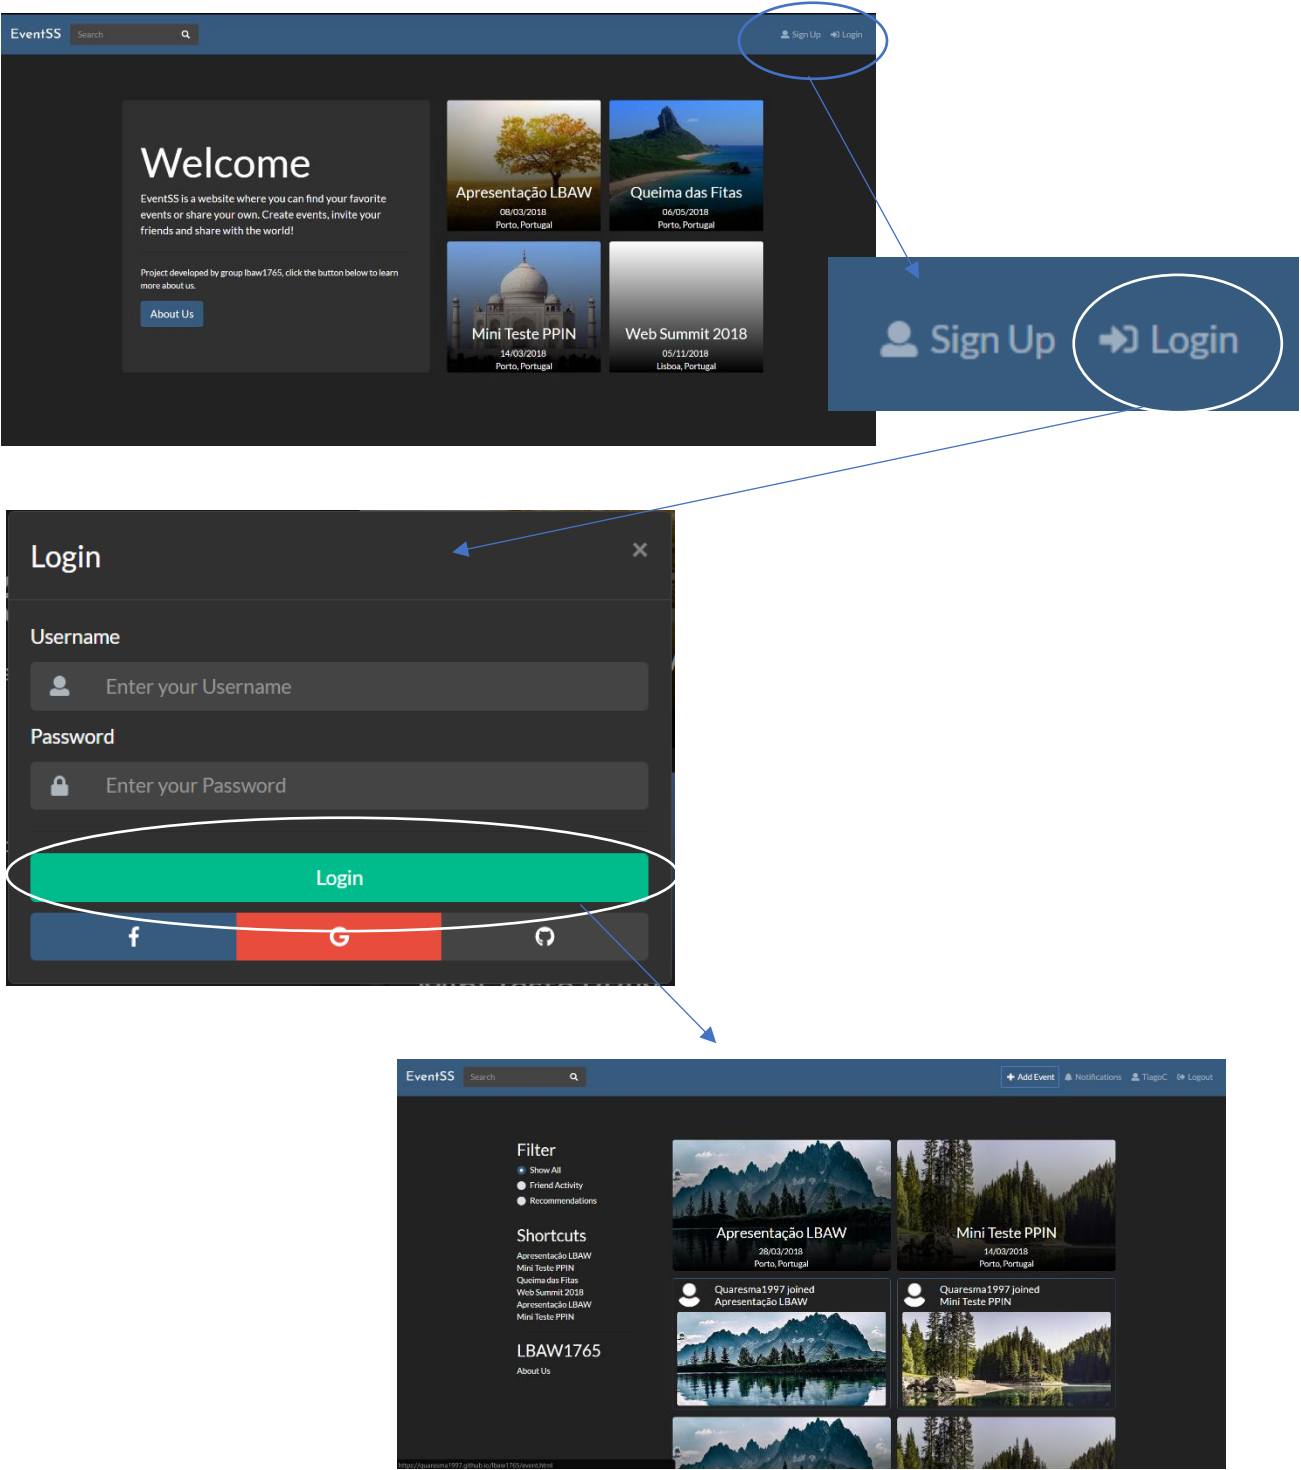 EventSS
Search
Sign Up
Login
Welcome
EventSS is a website where you can find your favorite
events or share your own. Create events, invite your
friends and share with the world!
Project developed by group lbaw1765, click the button below to learn
more about us.
About Us
Apresentação LBAW
08/03/2018
Porto, Portugal
Queima das Fitas
06/05/2018
Porto, Portugal
Mini Teste PPIN
14/03/2018
Porto, Portugal
Web Summit 2018
05/11/2018
Lisboa, Portugal
Sign Up
Login
Login
×
Username
Enter your Username
Password
Enter your Password
Login
f
G
EventSS
Search
Add Event
Notifications
TiagoC
Logout
Filter
Show All
Friend Activity
Recommendations
Shortcuts
Apresentação LBAW
Mini Teste PPIN
Queima das Fitas
Web Summit 2018
Apresentação LBAW
Mini Teste PPIN
LBAW1765
About Us
Apresentação LBAW
28/03/2018
Porto, Portugal
Mini Teste PPIN
14/03/2018
Porto, Portugal
Quaresma1997 joined
Apresentação LBAW
Quaresma1997 joined
Mini Teste PPIN
https://quaresma1997.github.io/lbaw1765/event.html